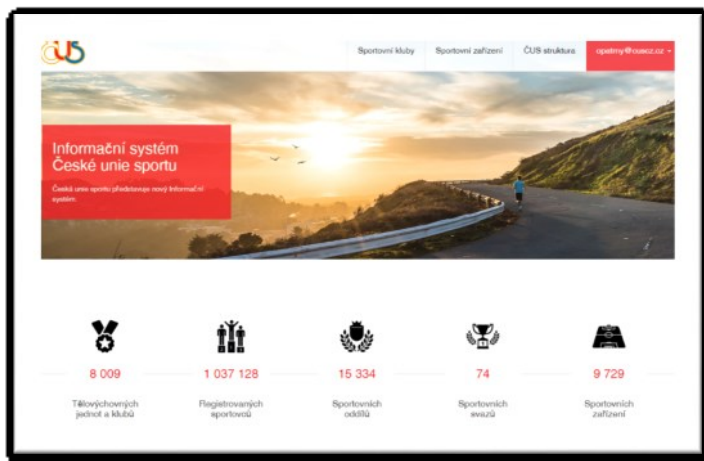 ČUS
Sportovní kluby
Sportovní zařízení
ČUS struktura
opatrny@cuscz.cz
Informační systém
České unie sportu
Česká unie sportu představuje nový Informační
systém.
8 009
1 037 128
15 334
74
9 729
Tělovýchovných
jednot a klubů
Registrovaných
sportovců
Sportovních
oddílů
Sportovních
svazů
Sportovních
zařízení